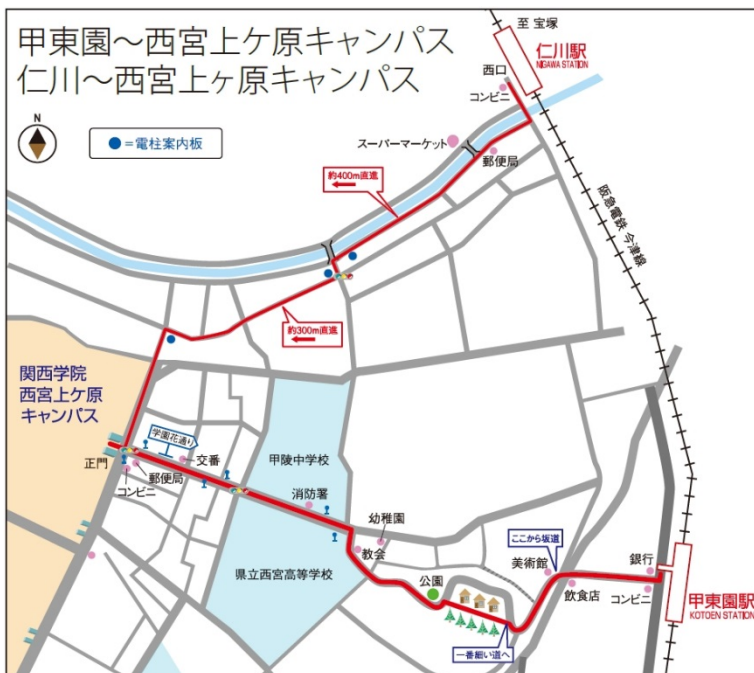 甲東園～西宮上ケ原キャンパス
仁川～西宮上ヶ原キャンパス
至 宝塚
仁川駅
NIGAWA STATION
西口
コンビニ
N
●=電柱案内板
スーパーマーケット
郵便局
約400m直進
阪急電鉄 今津線
約300m直進
関西学院
西宮上ケ原
キャンパス
学園花通り
甲陵中学校
正門
交番
郵便局
コンビニ
消防署
幼稚園
教会
ここから坂道
県立西宮高等学校
美術館
銀行
公園
飲食店
コンビニ
甲東園駅
KOTOEN STATION
一番細い道へ